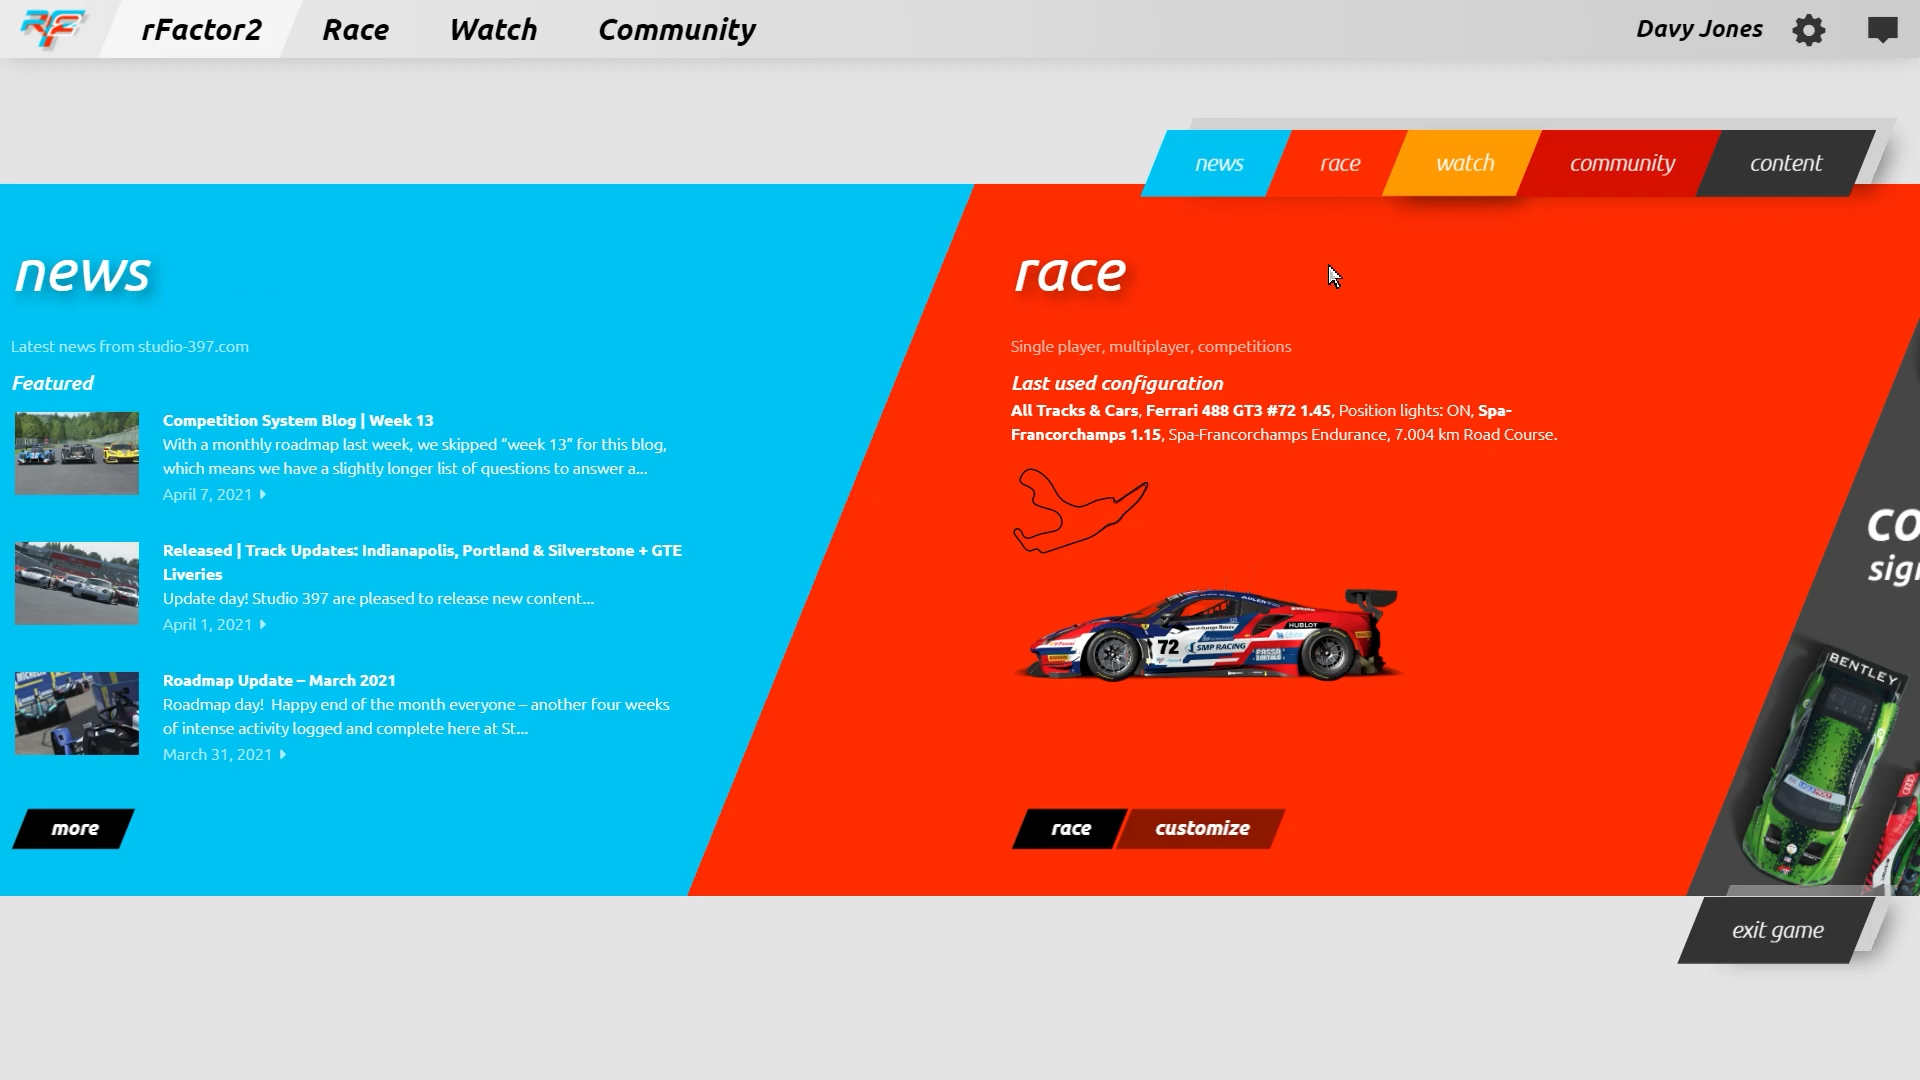 rFactor2 Race Watch Community Davy Jones
news race watch community content
news
Latest news from studio-397.com
Featured
Competition System Blog | Week 13
With a monthly roadmap last week, we skipped “week 13” for this blog,
which means we have a slightly longer list of questions to answer a...
April 7, 2021
Released | Track Updates: Indianapolis, Portland & Silverstone + GTE
Liveries
Update day! Studio 397 are pleased to release new content...
April 1, 2021
Roadmap Update – March 2021
Roadmap day!  Happy end of the month everyone – another four weeks
of intense activity logged and complete here at St...
March 31, 2021
more
race
Single player, multiplayer, competitions
Last used configuration
All Tracks & Cars, Ferrari 488 GT3 #72 1.45, Position lights: ON, Spa-
Francorchamps 1.15, Spa-Francorchamps Endurance, 7.004 km Road Course.
HUBLOT
72 SMP RACING
race customize
co
sign
BENTLEY
exit game